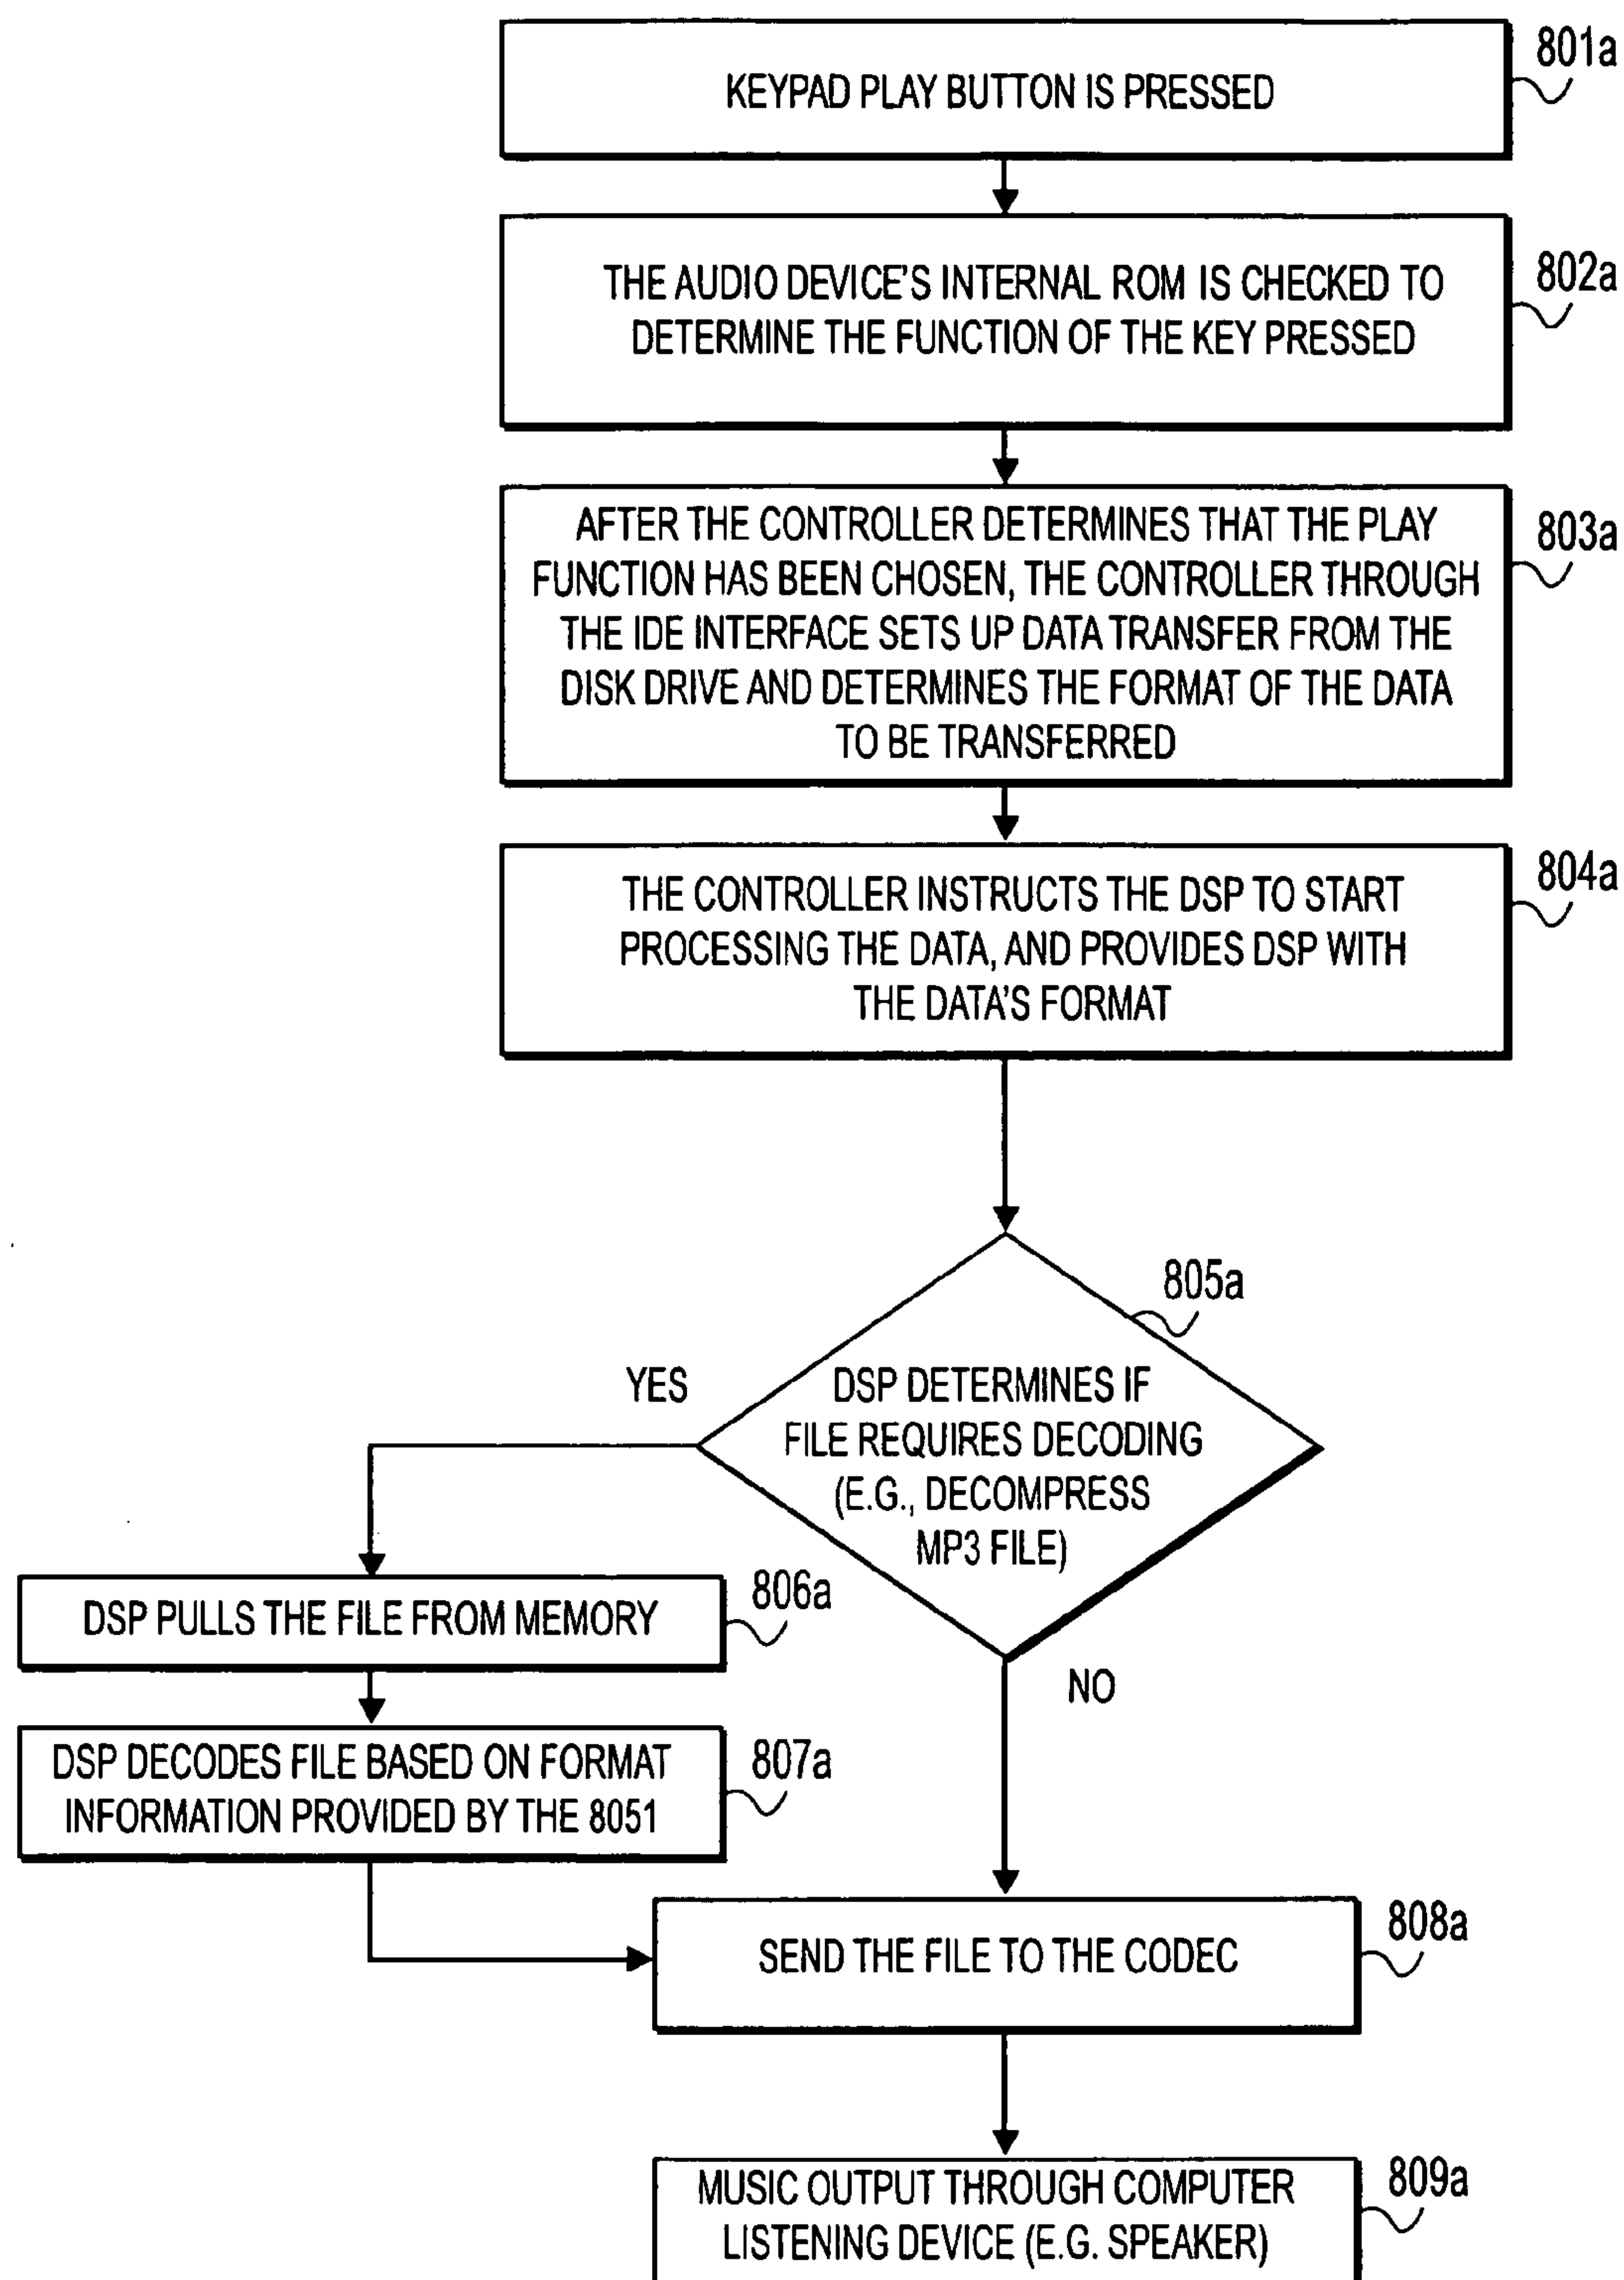 KEYPAD PLAY BUTTON IS PRESSED
801a
THE AUDIO DEVICE'S INTERNAL ROM IS CHECKED TO
DETERMINE THE FUNCTION OF THE KEY PRESSED
802a
AFTER THE CONTROLLER DETERMINES THAT THE PLAY
FUNCTION HAS BEEN CHOSEN, THE CONTROLLER THROUGH
THE IDE INTERFACE SETS UP DATA TRANSFER FROM THE
DISK DRIVE AND DETERMINES THE FORMAT OF THE DATA
TO BE TRANSFERRED
803a
THE CONTROLLER INSTRUCTS THE DSP TO START
PROCESSING THE DATA, AND PROVIDES DSP WITH
THE DATA'S FORMAT
804a
805a
DSP DETERMINES IF
FILE REQUIRES DECODING
(E.G., DECOMPRESS
MP3 FILE)
YES
NO
DSP PULLS THE FILE FROM MEMORY
806a
DSP DECODES FILE BASED ON FORMAT
INFORMATION PROVIDED BY THE 8051
807a
SEND THE FILE TO THE CODEC
808a
MUSIC OUTPUT THROUGH COMPUTER
LISTENING DEVICE (E.G. SPEAKER)
809a